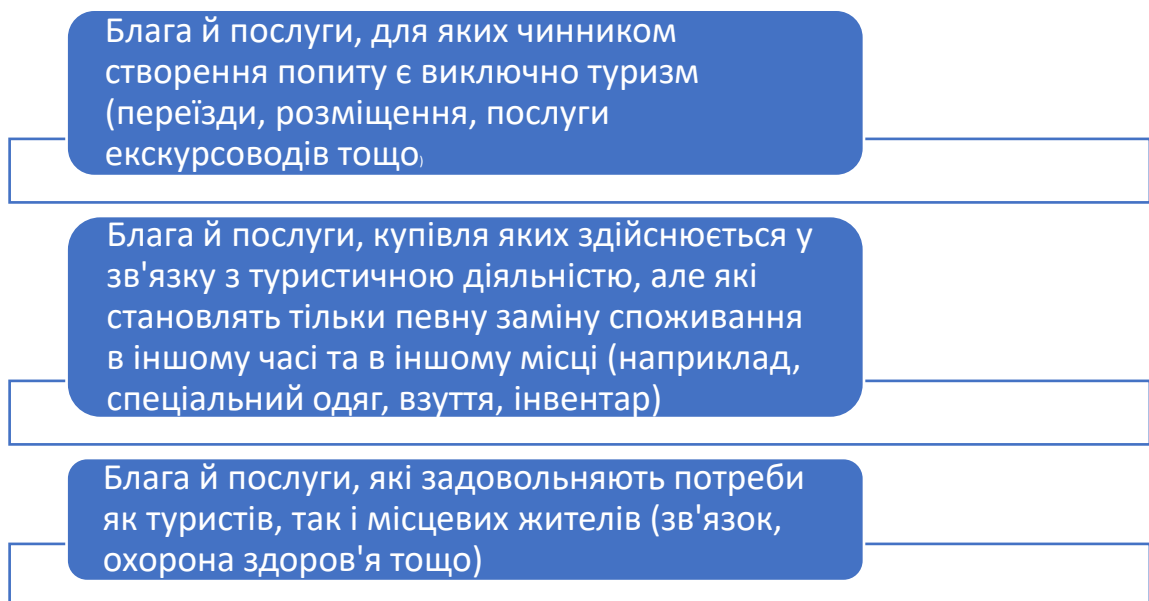 Блага й послуги, для яких чинником
створення попиту є виключно туризм
(переїзди, розміщення, послуги
екскурсоводів тощо)
Блага й послуги, купівля яких здійснюється у
зв'язку з туристичною діяльністю, але які
становлять тільки певну заміну споживання
в іншому часі та в іншому місці (наприклад,
спеціальний одяг, взуття, інвентар)
Блага й послуги, які задовольняють потреби
як туристів, так і місцевих жителів (зв'язок,
охорона здоров'я тощо)